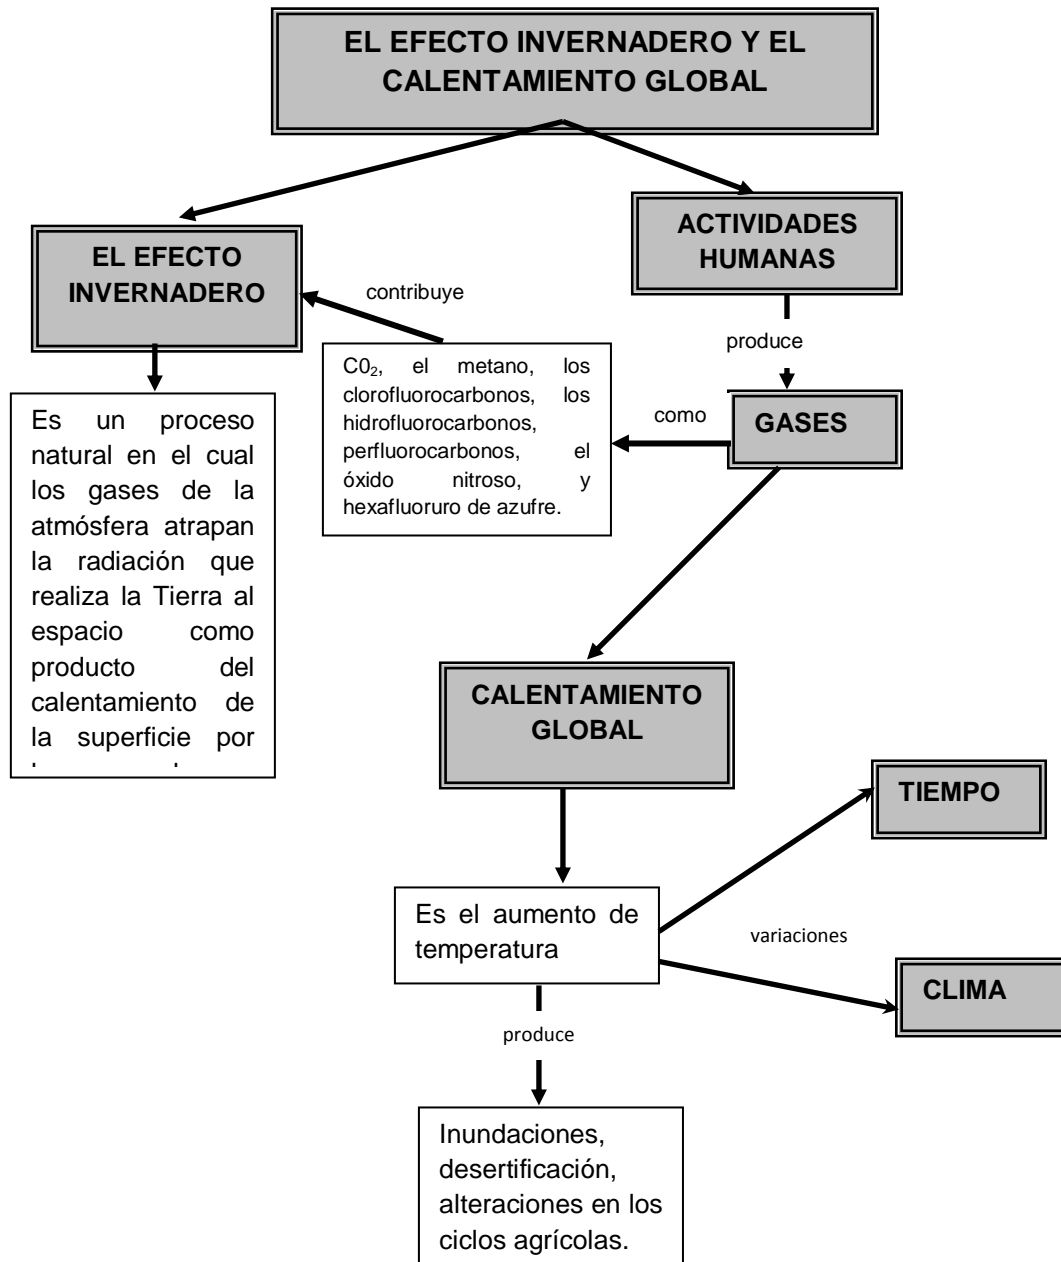 EL EFECTO INVERNADERO Y EL
CALENTAMIENTO GLOBAL
EL EFECTO
INVERNADERO
ACTIVIDADES
HUMANAS
contribuye
produce
C0₂, el metano, los
clorofluorocarbonos, los
hidrofluorocarbonos,
perfluorocarbonos, el
óxido nitroso, y
hexafluoruro de azufre.
como
GASES
Es un proceso
natural en el cual
los gases de la
atmósfera atrapan
la radiación que
realiza la Tierra al
espacio como
producto del
calentamiento de
la superficie por
CALENTAMIENTO
GLOBAL
TIEMPO
Es el aumento de
temperatura
variaciones
CLIMA
produce
Inundaciones,
desertificación,
alteraciones en los
ciclos agrícolas.